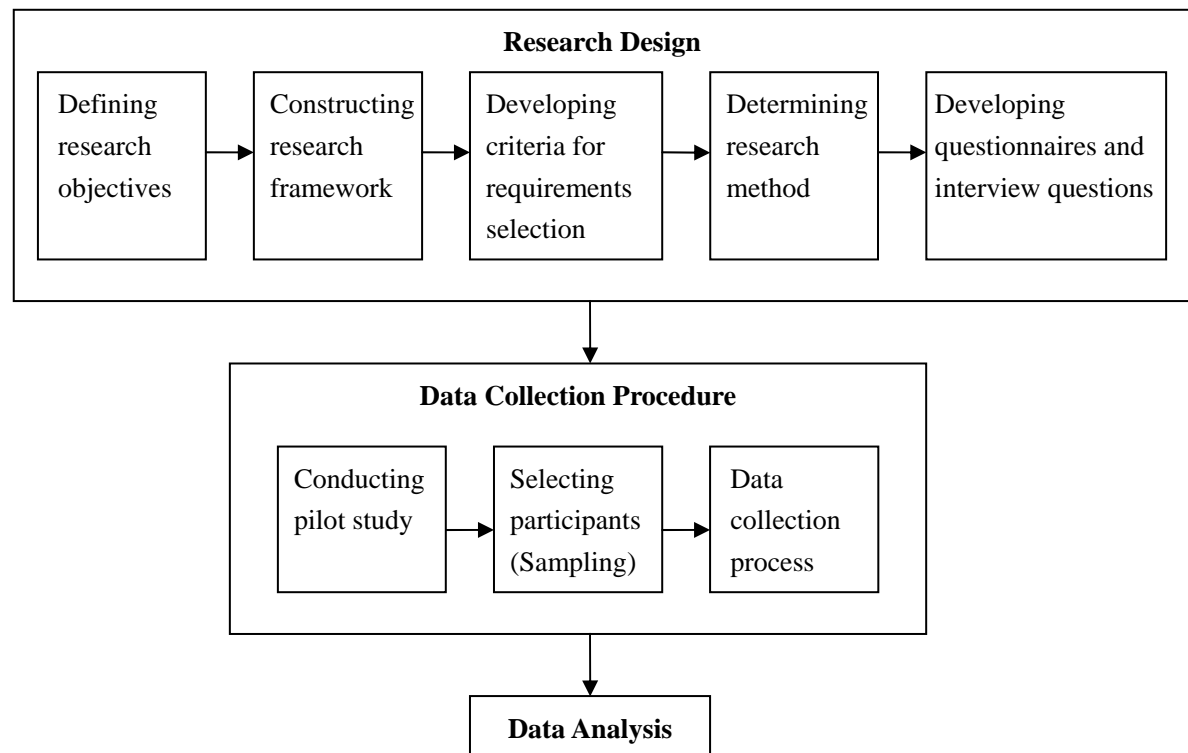 Research Design
Defining
research
objectives
Constructing
research
framework
Developing
criteria for
requirements
selection
Determining
research
method
Developing
questionnaires and
interview questions
Data Collection Procedure
Conducting
pilot study
Selecting
participants
(Sampling)
Data
collection
process
Data Analysis